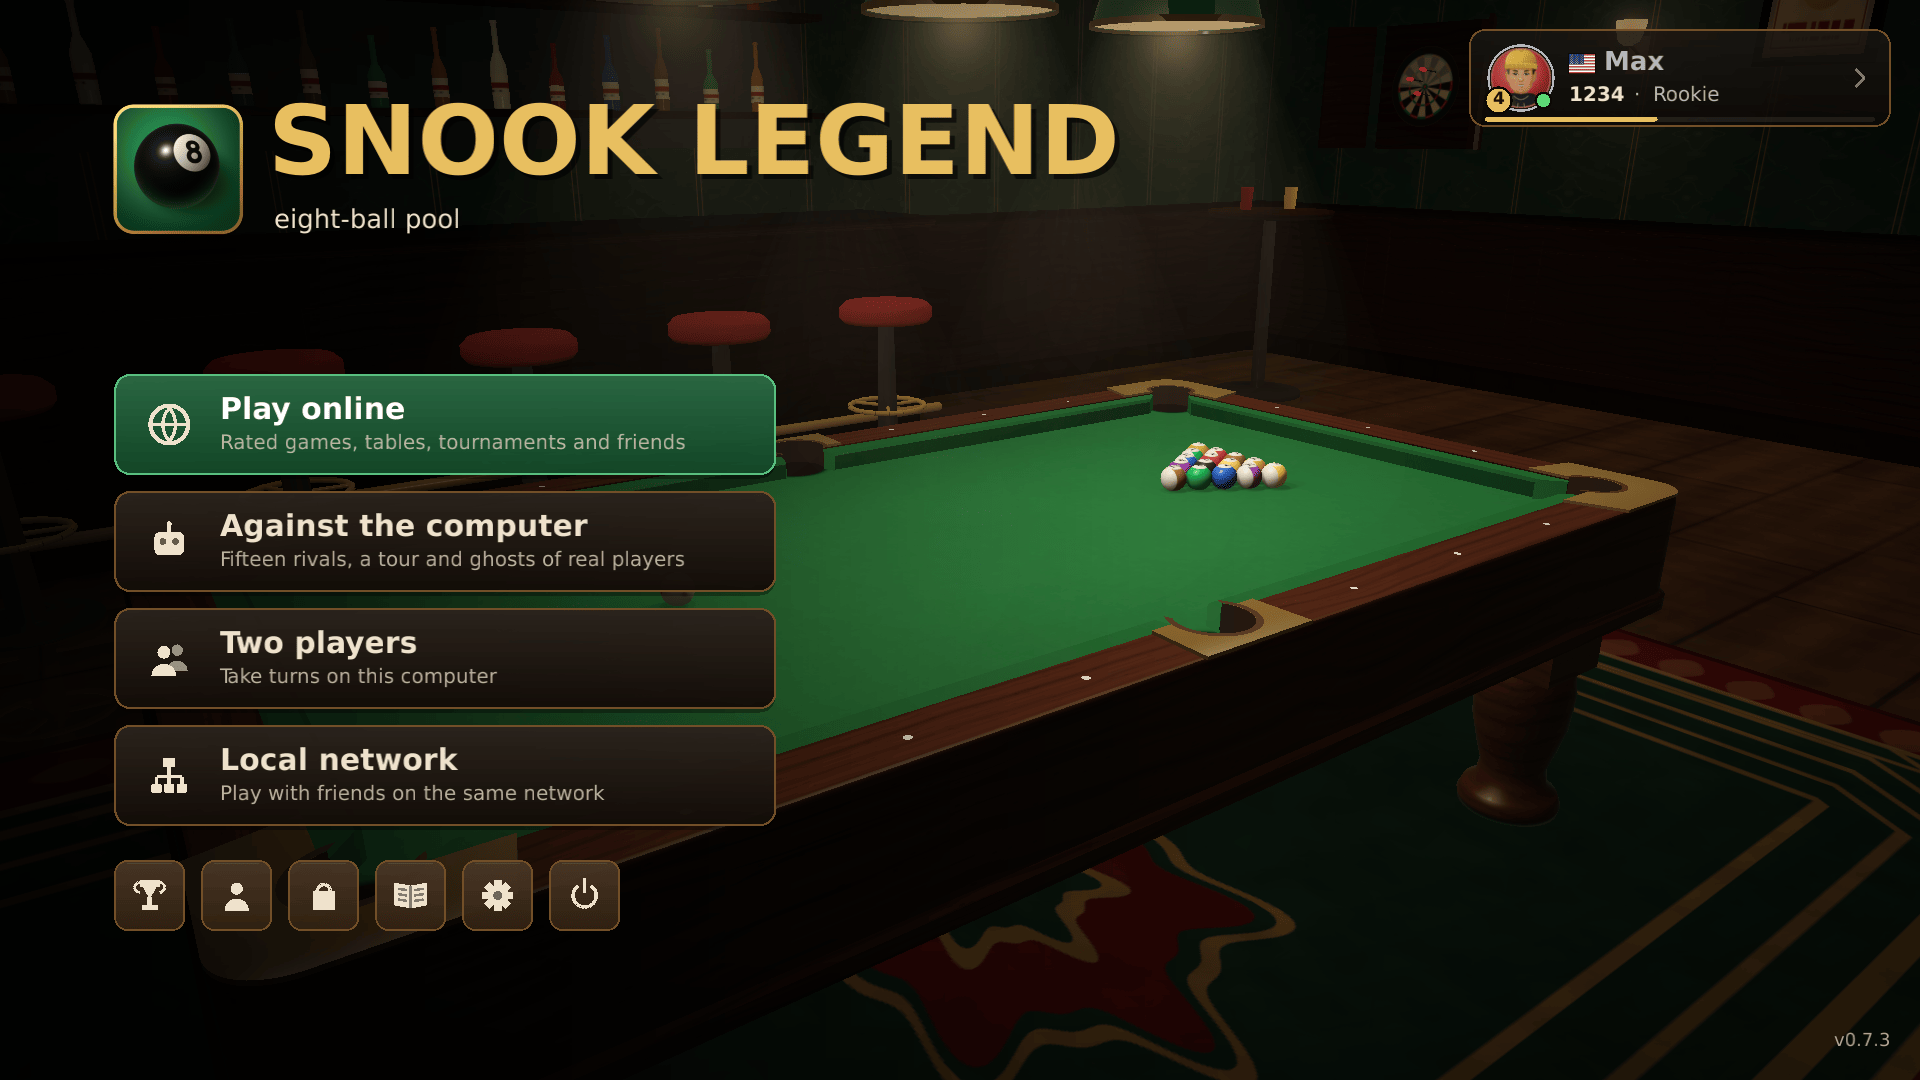 SNOOK LEGEND
eight-ball pool
8
Max
1234 · Rookie
4
Play online
Rated games, tables, tournaments and friends
Against the computer
Fifteen rivals, a tour and ghosts of real players
Two players
Take turns on this computer
Local network
Play with friends on the same network
v0.7.3